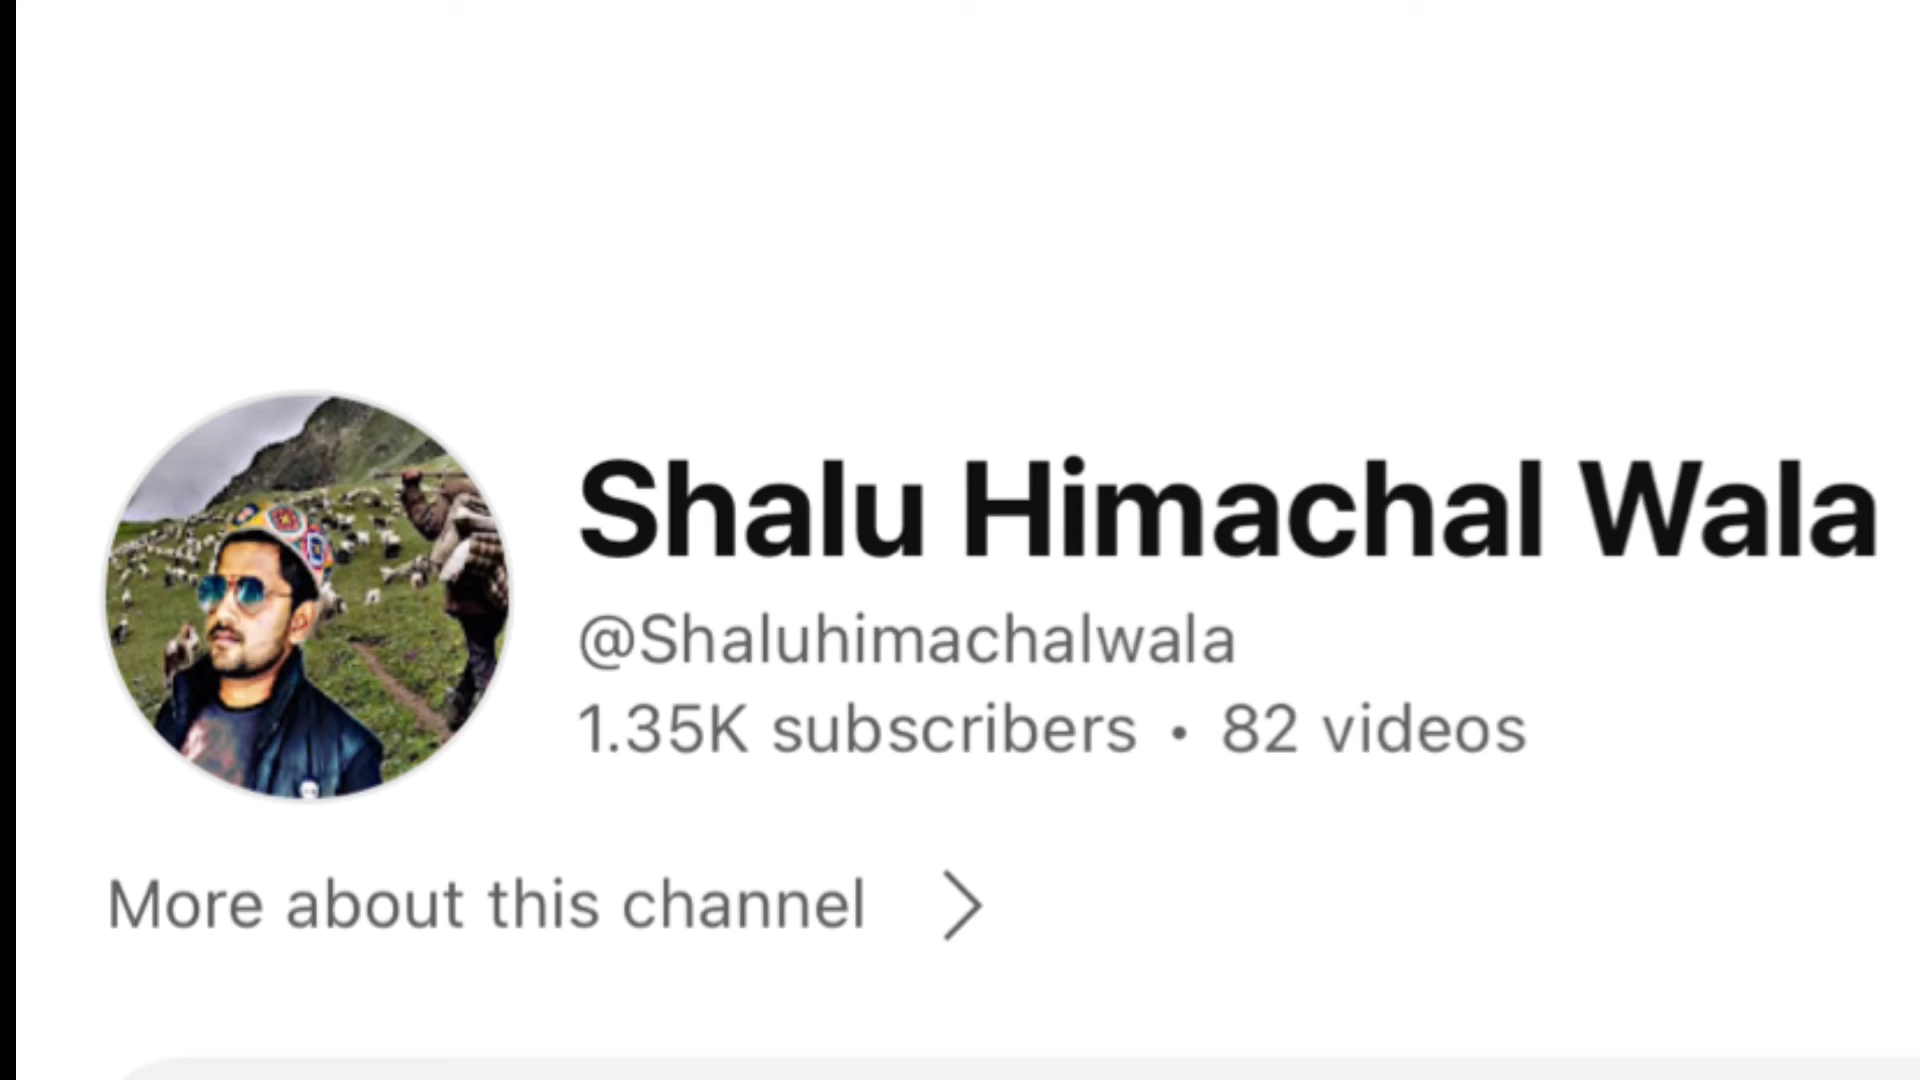 Shalu Himachal Wala
@Shaluhimachalwala
1.35K subscribers • 82 videos
More about this channel >